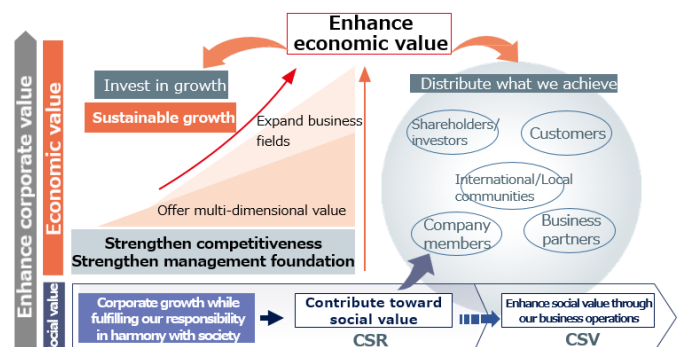 Enhance corporate value
Economic value
ocial value
Enhance
economic value
Invest in growth
Sustainable growth
Expand business
fields
Offer multi-dimensional value
Strengthen competitiveness
Strengthen management foundation
Distribute what we achieve
Shareholders/
investors
Customers
International/Local
communities
Company
members
Business
partners
Corporate growth while
fulfilling our responsibility
in harmony with society
Contribute toward
social value
CSR
Enhance social value through
our business operations
CSV